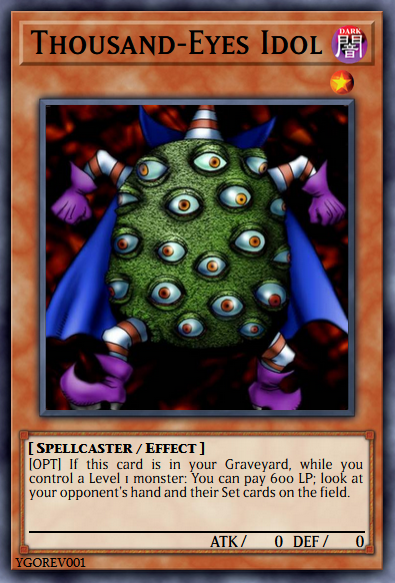 Thousand-Eyes Idol
DARK
闇
[ Spellcaster / Effect ]
[OPT] If this card is in your Graveyard, while you
control a Level 1 monster: You can pay 600 LP; look at
your opponent's hand and their Set cards on the field.
ATK / 0 DEF / 0
YGOREV001